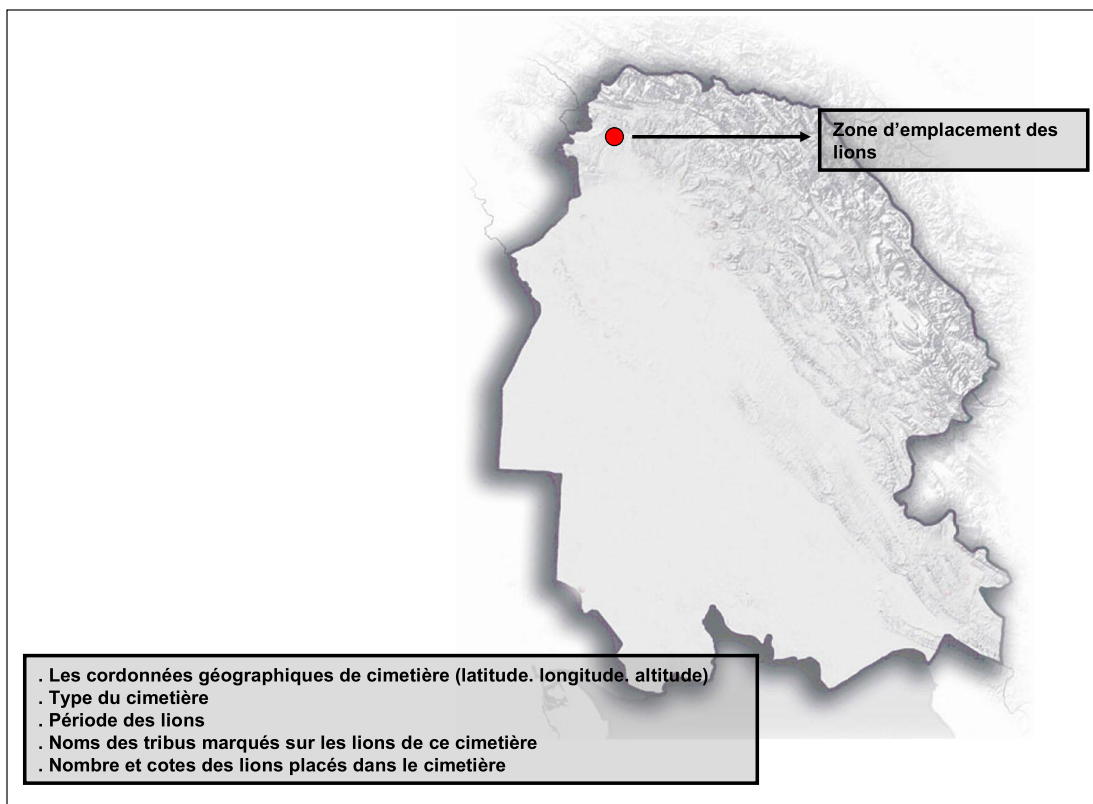 Zone d’emplacement des
lions
. Les cordonnées géographiques de cimetière (latitude. longitude. altitude)
. Type du cimetière
. Période des lions
. Noms des tribus marqués sur les lions de ce cimetière
. Nombre et cotes des lions placés dans le cimetière